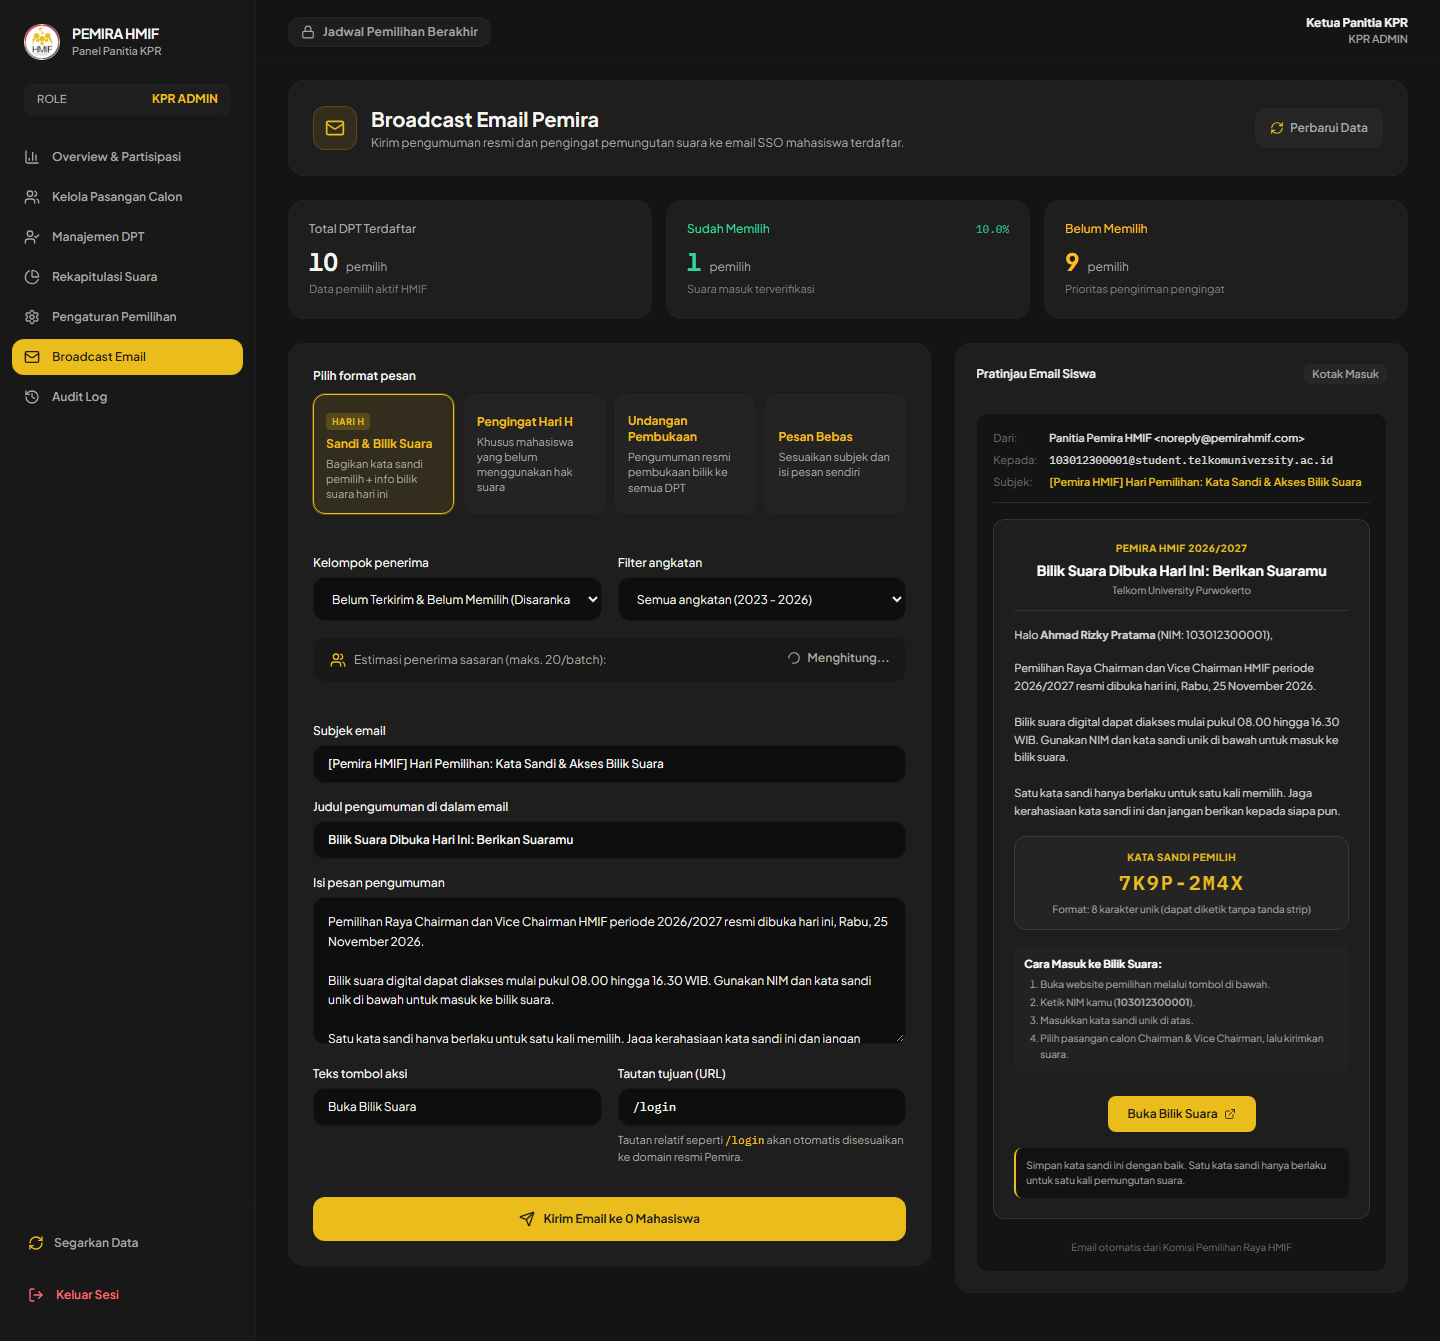 HMIF
PEMIRA HMIF
Panel Panitia KPR
ROLE
KPR ADMIN
Overview & Partisipasi
Kelola Pasangan Calon
Manajemen DPT
Rekapitulasi Suara
Pengaturan Pemilihan
Broadcast Email
Audit Log
Segarkan Data
Keluar Sesi
Jadwal Pemilihan Berakhir
Ketua Panitia KPR
KPR ADMIN
Broadcast Email Pemira
Kirim pengumuman resmi dan pengingat pemungutan suara ke email SSO mahasiswa terdaftar.
Perbarui Data
Total DPT Terdaftar
10 pemilih
Data pemilih aktif HMIF
Sudah Memilih
10.0%
1 pemilih
Suara masuk terverifikasi
Belum Memilih
9 pemilih
Prioritas pengiriman pengingat
Pilih format pesan
HARI H
Sandi & Bilik Suara
Bagikan kata sandi
pemilih + info bilik
suara hari ini
Pengingat Hari H
Khusus mahasiswa
yang belum
menggunakan hak
suara
Undangan
Pembukaan
Pengumuman resmi
pembukaan bilik ke
semua DPT
Pesan Bebas
Sesuaikan subjek dan
isi pesan sendiri
Kelompok penerima
Belum Terkirim & Belum Memilih (Disaranka
Filter angkatan
Semua angkatan (2023 - 2026)
Estimasi penerima sasaran (maks. 20/batch):
Menghitung...
Subjek email
[Pemira HMIF] Hari Pemilihan: Kata Sandi & Akses Bilik Suara
Judul pengumuman di dalam email
Bilik Suara Dibuka Hari Ini: Berikan Suaramu
Isi pesan pengumuman
Pemilihan Raya Chairman dan Vice Chairman HMIF periode 2026/2027 resmi dibuka hari ini, Rabu, 25
November 2026.
Bilik suara digital dapat diakses mulai pukul 08.00 hingga 16.30 WIB. Gunakan NIM dan kata sandi
unik di bawah untuk masuk ke bilik suara.
Satu kata sandi hanya berlaku untuk satu kali memilih. Jaga kerahasiaan kata sandi ini dan jangan
Teks tombol aksi
Buka Bilik Suara
Tautan tujuan (URL)
/login
Tautan relatif seperti /login akan otomatis disesuaikan
ke domain resmi Pemira.
Kirim Email ke 0 Mahasiswa
Pratinjau Email Siswa
Kotak Masuk
Dari: Panitia Pemira HMIF <noreply@pemirahmif.com>
Kepada: 103012300001@student.telkomuniversity.ac.id
Subjek: [Pemira HMIF] Hari Pemilihan: Kata Sandi & Akses Bilik Suara
PEMIRA HMIF 2026/2027
Bilik Suara Dibuka Hari Ini: Berikan Suaramu
Telkom University Purwokerto
Halo Ahmad Rizky Pratama (NIM: 103012300001),
Pemilihan Raya Chairman dan Vice Chairman HMIF periode
2026/2027 resmi dibuka hari ini, Rabu, 25 November 2026.
Bilik suara digital dapat diakses mulai pukul 08.00 hingga 16.30
WIB. Gunakan NIM dan kata sandi unik di bawah untuk masuk ke
bilik suara.
Satu kata sandi hanya berlaku untuk satu kali memilih. Jaga
kerahasiaan kata sandi ini dan jangan berikan kepada siapa pun.
KATA SANDI PEMILIH
7K9P-2M4X
Format: 8 karakter unik (dapat diketik tanpa tanda strip)
Cara Masuk ke Bilik Suara:
1. Buka website pemilihan melalui tombol di bawah.
2. Ketik NIM kamu (103012300001).
3. Masukkan kata sandi unik di atas.
4. Pilih pasangan calon Chairman & Vice Chairman, lalu kirimkan
suara.
Buka Bilik Suara
Simpan kata sandi ini dengan baik. Satu kata sandi hanya berlaku
untuk satu kali pemungutan suara.
Email otomatis dari Komisi Pemilihan Raya HMIF